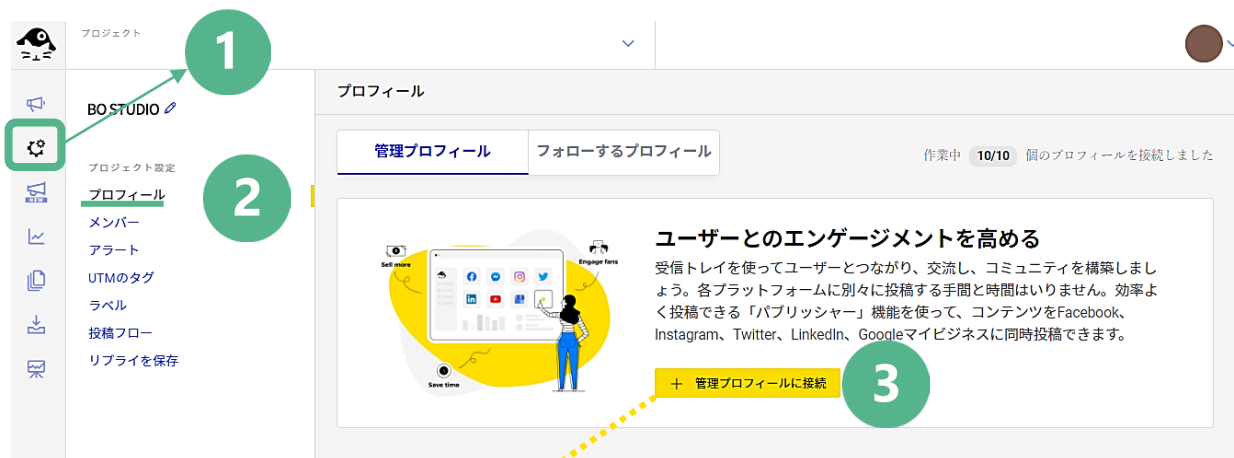 プロジェクト
1
BO STUDIO
プロジェクト設定
プロフィール
2
メンバー
アラート
UTMのタグ
ラベル
投稿フロー
リプライを保存
NEW
プロフィール
管理プロフィール
フォローするプロフィール
作業中 10/10 個のプロフィールを接続しました
Sell more
Engage fans
Save time
ユーザーとのエンゲージメントを高める
受信トレイを使ってユーザーとつながり、交流し、コミュニティを構築しまし
ょう。各プラットフォームに別々に投稿する手間と時間はいりません。効率よ
く投稿できる「パブリッシャー」機能を使って、コンテンツをFacebook、
Instagram、Twitter、LinkedIn、Googleマイビジネスに同時投稿できます。
＋ 管理プロフィールに接続
3